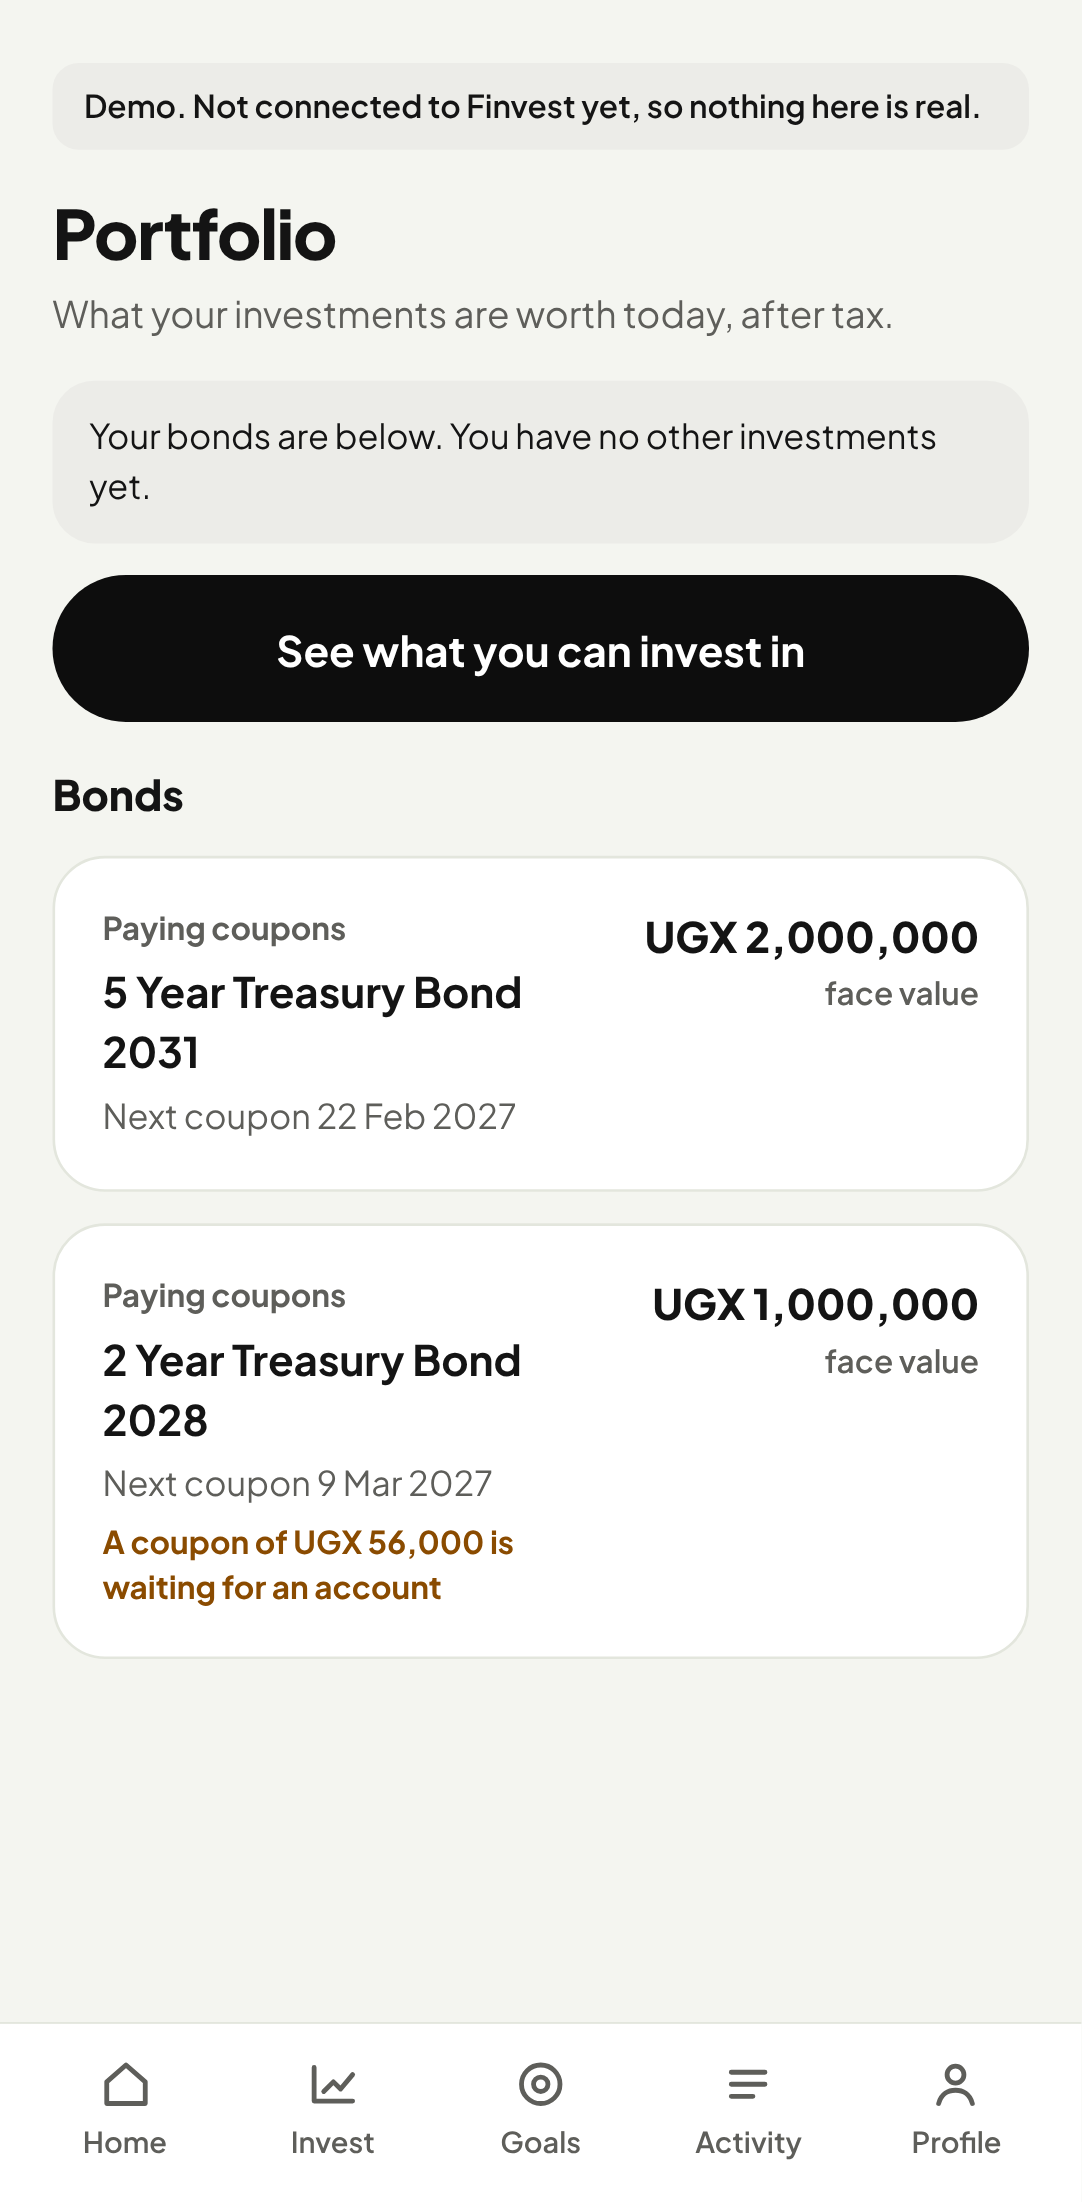 Demo. Not connected to Finvest yet, so nothing here is real.
Portfolio
What your investments are worth today, after tax.
Your bonds are below. You have no other investments
yet.
See what you can invest in
Bonds
Paying coupons
UGX 2,000,000
5 Year Treasury Bond
face value
2031
Next coupon 22 Feb 2027
Paying coupons
UGX 1,000,000
2 Year Treasury Bond
face value
2028
Next coupon 9 Mar 2027
A coupon of UGX 56,000 is
waiting for an account
Home
Invest
Goals
Activity
Profile